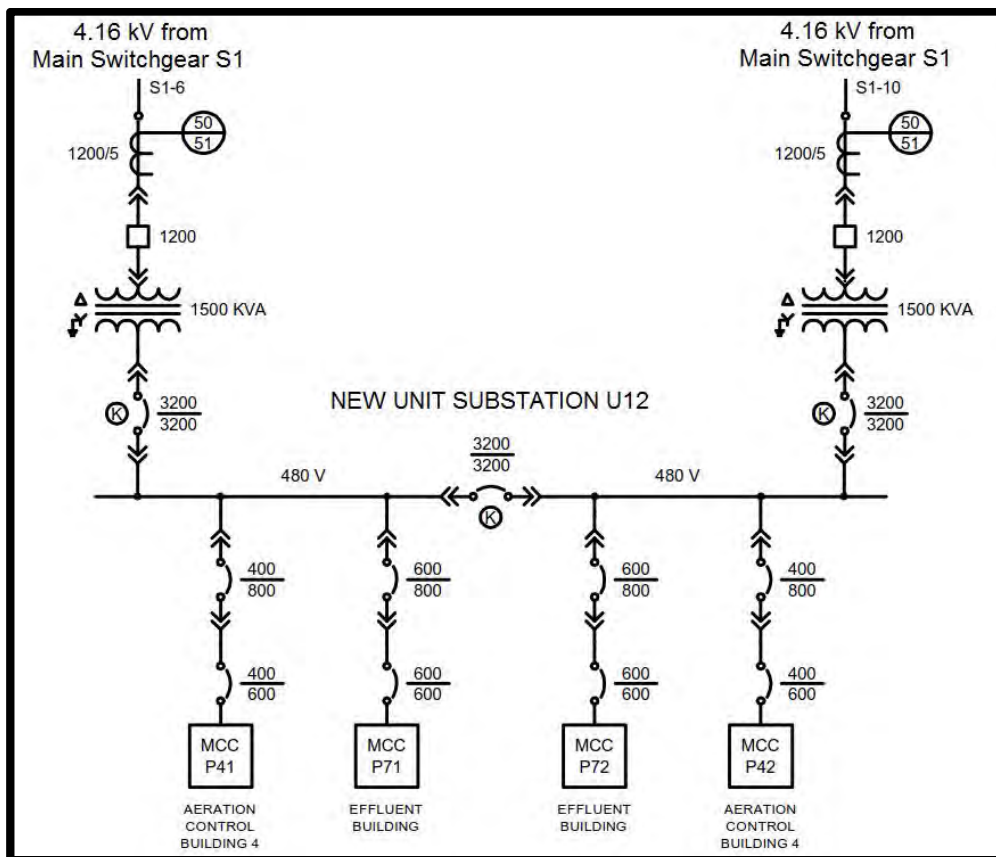 4.16 kV from
Main Switchgear S1
S1-6
50
51
1200/5
1200
1500 KVA
K
3200
3200
4.16 kV from
Main Switchgear S1
S1-10
50
51
1200/5
1200
1500 KVA
K
3200
3200
NEW UNIT SUBSTATION U12
3200
3200
K
480 V
480 V
400
800
600
800
600
800
400
800
400
600
600
600
600
600
400
600
MCC
P41
MCC
P71
MCC
P72
MCC
P42
AERATION
CONTROL
BUILDING 4
EFFLUENT
BUILDING
EFFLUENT
BUILDING
AERATION
CONTROL
BUILDING 4